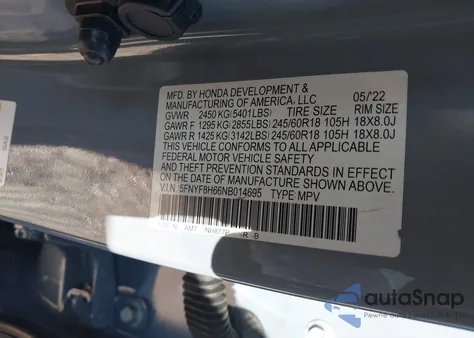 MFD. BY HONDA DEVELOPMENT &
MANUFACTURING OF AMERICA, LLC 05/'22
GVWR 2450 KG (5401LBS) TIRE SIZE RIM SIZE
GAWR F 1295 KG (2855LBS) 245/60R18 105H 18X8.0J
GAWR R 1425 KG (3142LBS) 245/60R18 105H 18X8.0J
THIS VEHICLE CONFORMS TO ALL APPLICABLE
FEDERAL MOTOR VEHICLE SAFETY
AND THEFT PREVENTION STANDARDS IN EFFECT
ON THE DATE OF MANUFACTURE SHOWN ABOVE.
V.I.N. 5FNYF8H66NB014695 TYPE MPV
autoSnap